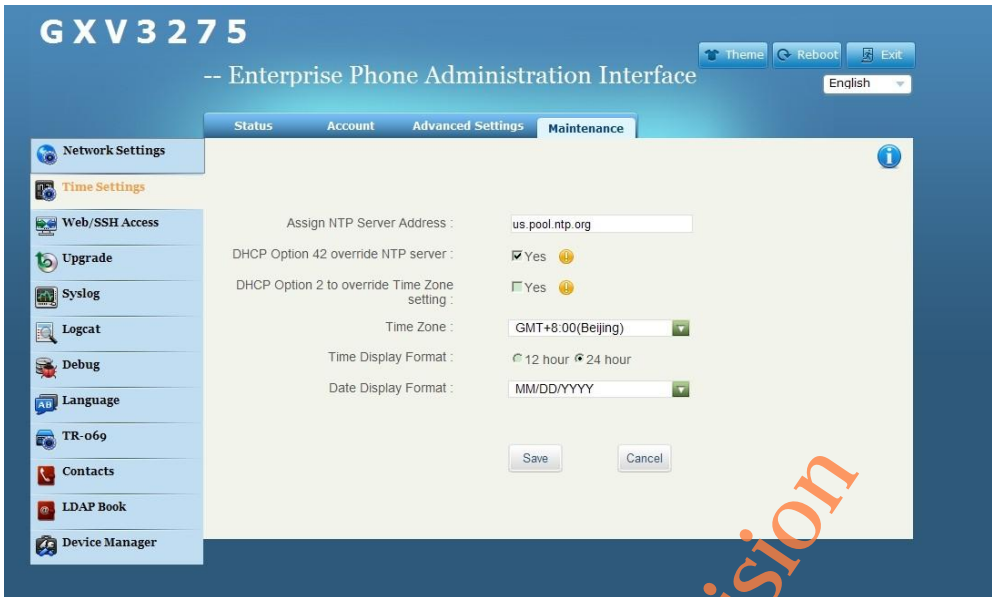 GXV3275
Theme Reboot Exit
-- Enterprise Phone Administration Interface
English
Status Account Advanced Settings Maintenance
Network Settings
Time Settings
Web/SSH Access
Upgrade
Syslog
Logcat
Debug
Language
TR-069
Contacts
LDAP Book
Device Manager
Assign NTP Server Address : us.pool.ntp.org
DHCP Option 42 override NTP server : Yes
DHCP Option 2 to override Time Zone
setting : Yes
Time Zone : GMT+8:00(Beijing)
Time Display Format : 12 hour 24 hour
Date Display Format : MM/DD/YYYY
Save Cancel